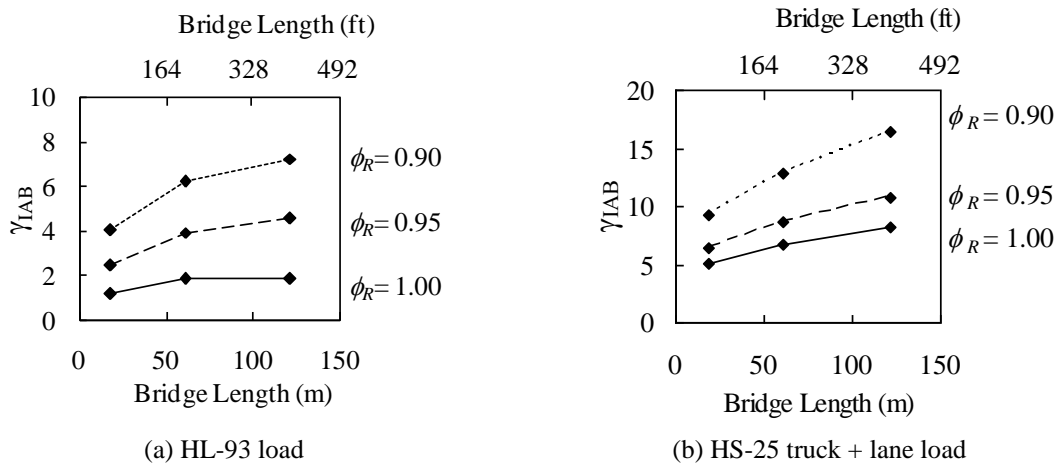 Bridge Length (ft)
164 328 492
10
8
6
4
2
0
γIAB
ϕR = 0.90
ϕR = 0.95
ϕR = 1.00
0 50 100 150
Bridge Length (m)
(a) HL-93 load
Bridge Length (ft)
164 328 492
20
15
10
5
0
γIAB
ϕR = 0.90
ϕR = 0.95
ϕR = 1.00
0 50 100 150
Bridge Length (m)
(b) HS-25 truck + lane load